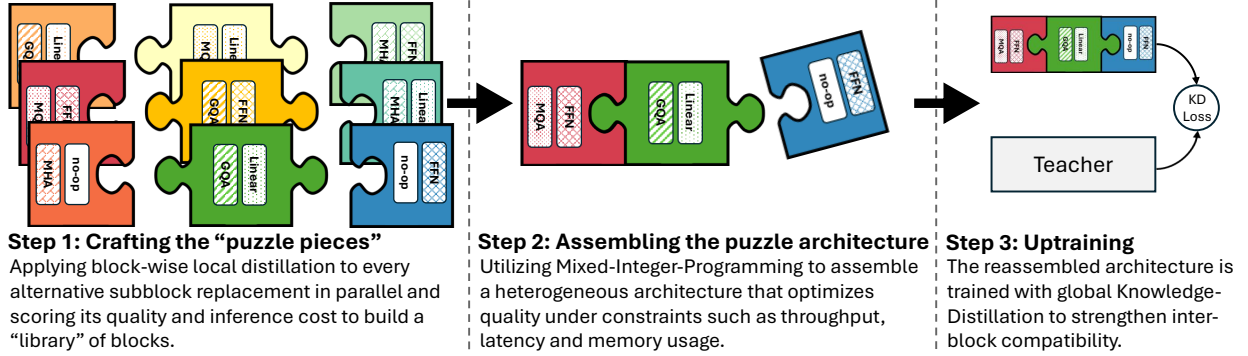 GQA
Linea
MQA
Linear
MHA
FFN
MQ
FF
GQA
FFN
MHA
Linear
MHA
no-op
GQA
Linear
no-op
FFN
MQA
FFN
GQA
Linear
no-op
FFN
MQA
FFN
GQA
Linear
no-op
FFN
KD
Loss
Teacher
Step 1: Crafting the “puzzle pieces”
Applying block-wise local distillation to every
alternative subblock replacement in parallel and
scoring its quality and inference cost to build a
“library” of blocks.
Step 2: Assembling the puzzle architecture
Utilizing Mixed-Integer-Programming to assemble
a heterogeneous architecture that optimizes
quality under constraints such as throughput,
latency and memory usage.
Step 3: Uptraining
The reassembled architecture is
trained with global Knowledge-
Distillation to strengthen inter-
block compatibility.